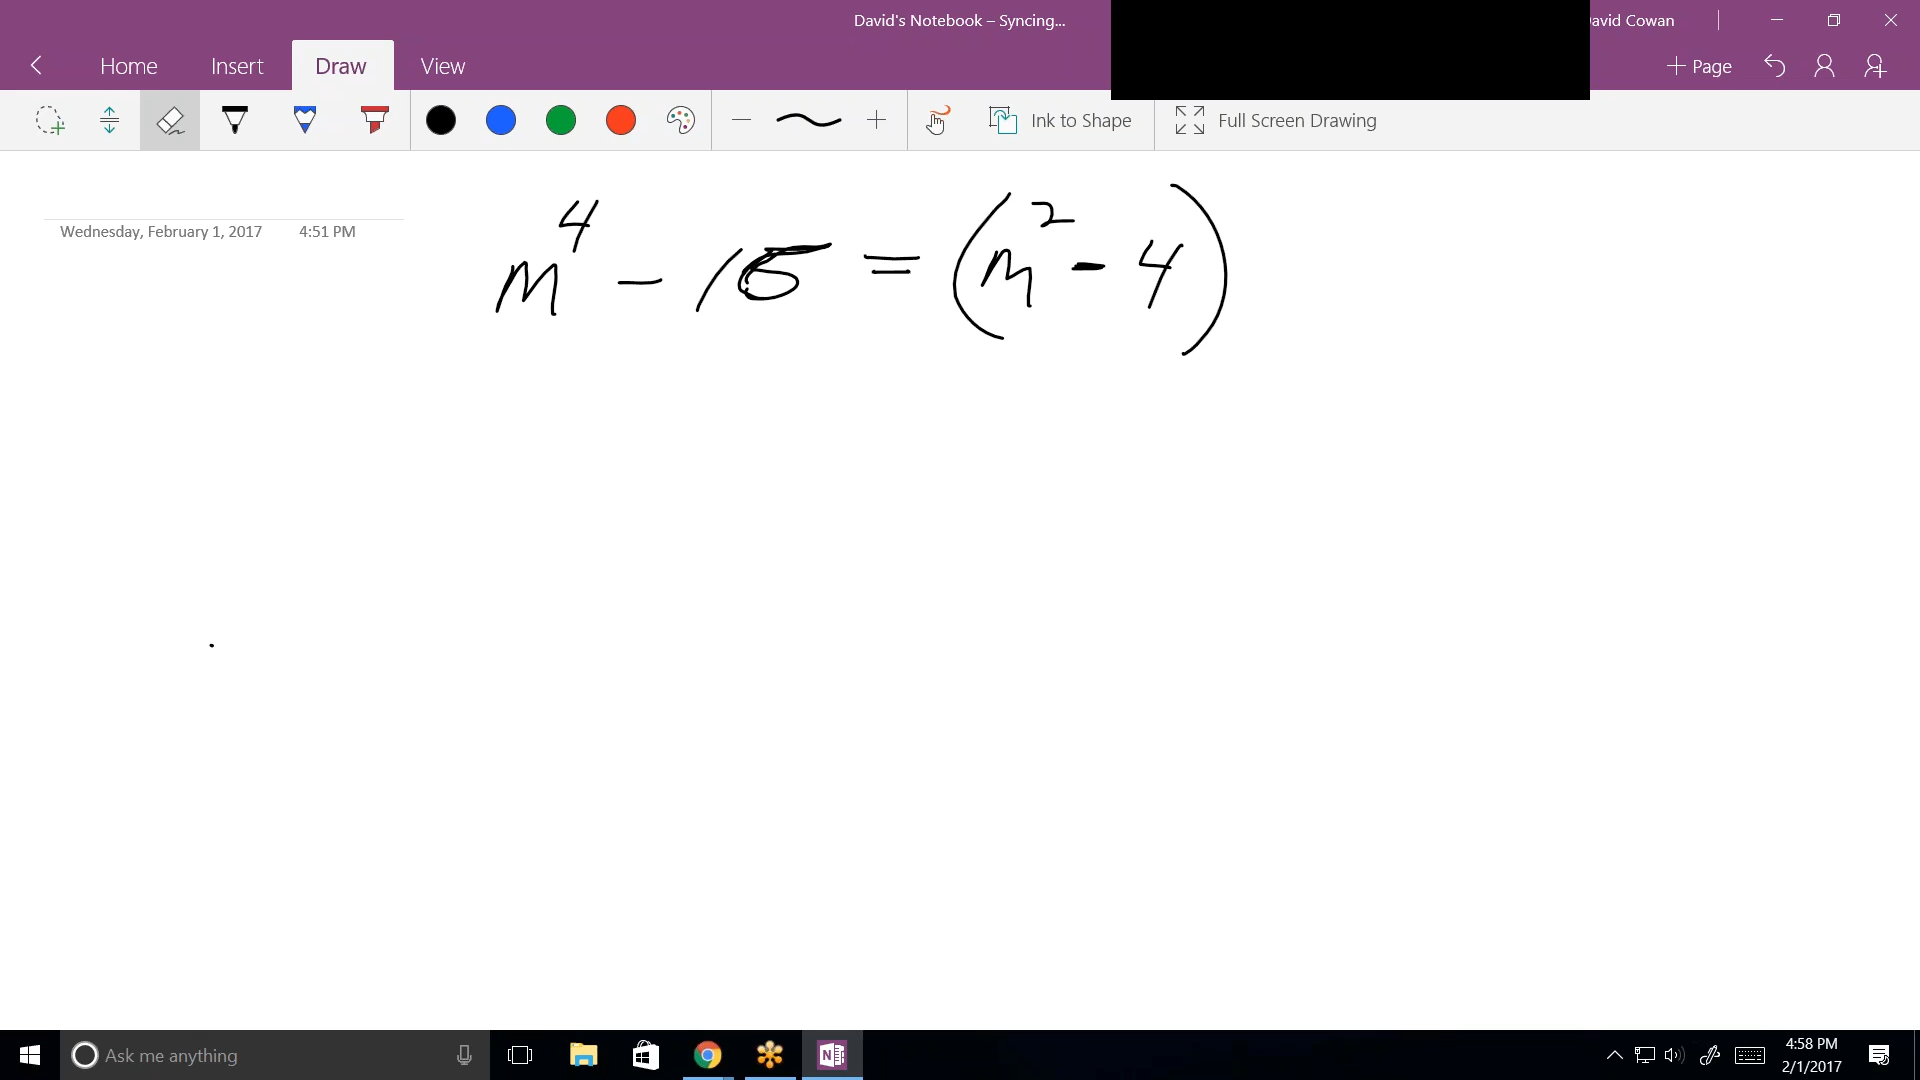 David's Notebook – Syncing...
avid Cowan
Home Insert Draw View
Page
Ink to Shape Full Screen Drawing
Wednesday, February 1, 2017 4:51 PM
m⁴ - 16 = (m² - 4)
Ask me anything
4:58 PM
2/1/2017